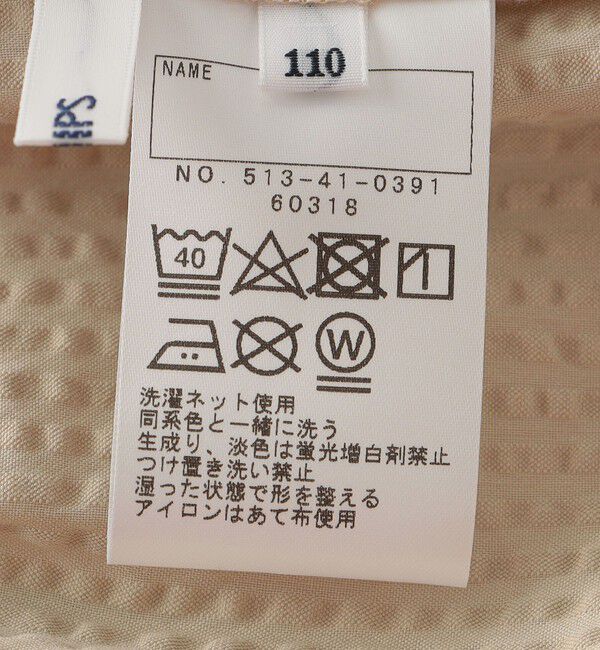 110
NAME
NO. 513-41-0391
60318
40
W
洗濯ネット使用
同系色と一緒に洗う
生成り、淡色は蛍光増白剤禁止
つけ置き洗い禁止
湿った状態で形を整える
アイロンはあて布使用